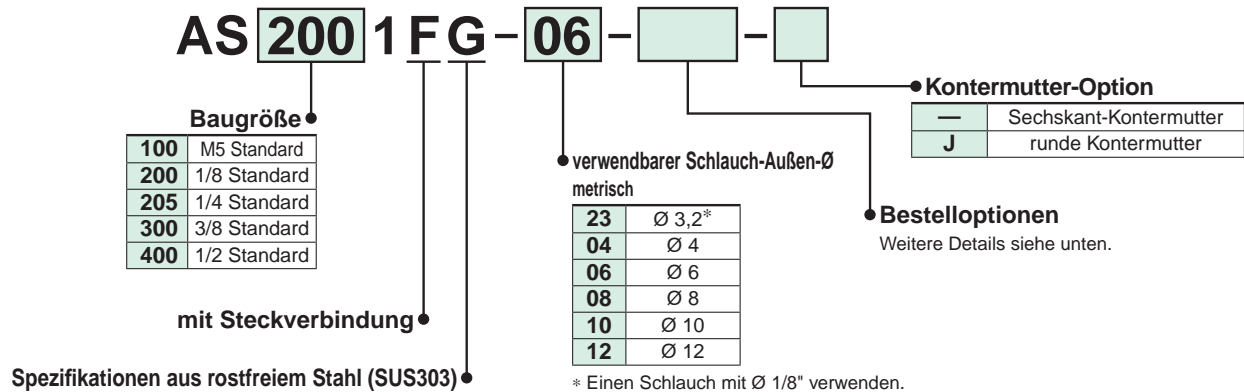 AS 200 1 F G - 06 - -
Baugröße
100 M5 Standard
200 1/8 Standard
205 1/4 Standard
300 3/8 Standard
400 1/2 Standard
mit Steckverbindung
Spezifikationen aus rostfreiem Stahl (SUS303)
verwendbarer Schlauch-Außen-Ø
metrisch
23 Ø 3,2*
04 Ø 4
06 Ø 6
08 Ø 8
10 Ø 10
12 Ø 12
* Einen Schlauch mit Ø 1/8" verwenden.
Kontermutter-Option
— Sechskant-Kontermutter
J runde Kontermutter
Bestelloptionen
Weitere Details siehe unten.